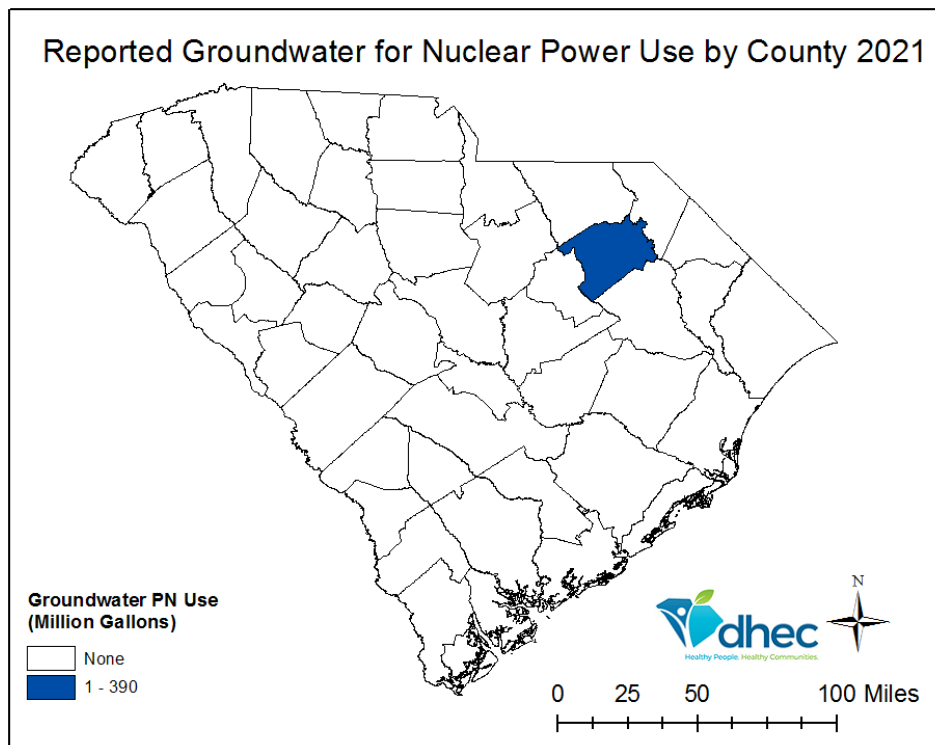 Reported Groundwater for Nuclear Power Use by County 2021
Groundwater PN Use
(Million Gallons)
None
1 - 390
dhec
Healthy People. Healthy Communities.
N
0 25 50 100 Miles